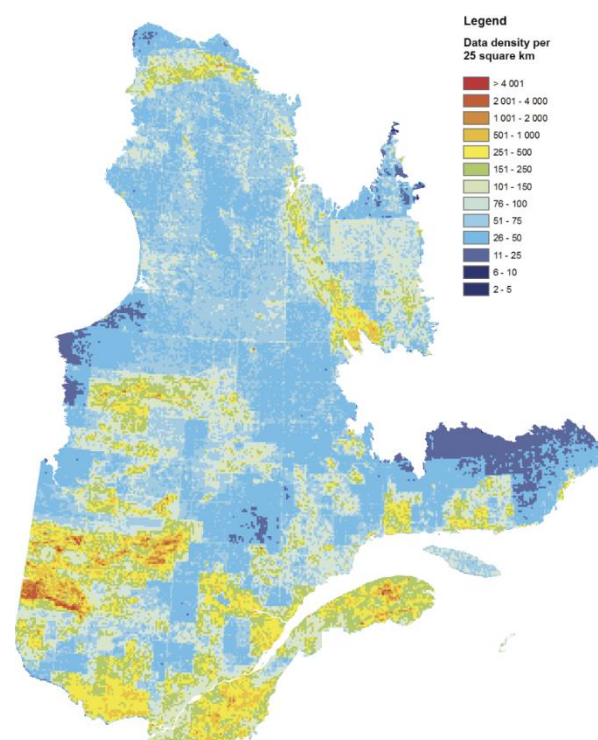 Legend
Data density per
25 square km
> 4 001
2 001 - 4 000
1 001 - 2 000
501 - 1 000
251 - 500
151 - 250
101 - 150
76 - 100
51 - 75
26 - 50
11 - 25
6 - 10
2 - 5